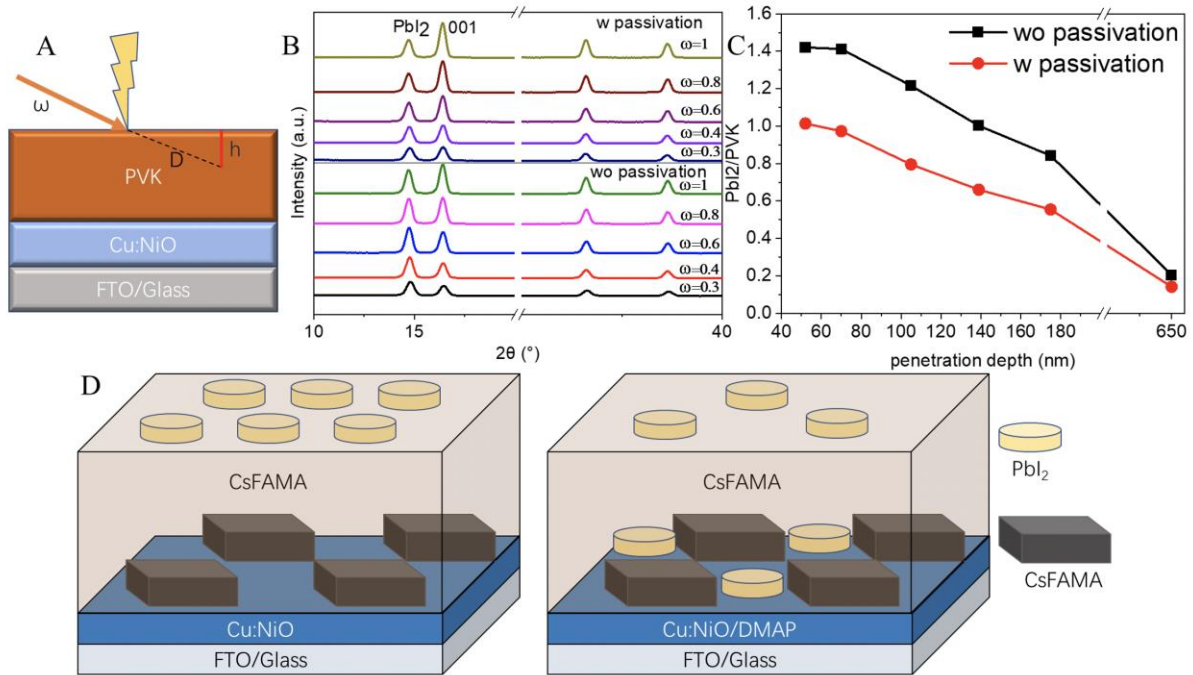 A
ω
D
h
PVK
Cu:NiO
FTO/Glass
B
PbI2 001
w passivation
ω=1
ω=0.8
ω=0.6
ω=0.4
ω=0.3
wo passivation
ω=1
ω=0.8
ω=0.6
ω=0.4
ω=0.3
Intensity (a.u.)
10 15 40
2θ (°)
C
wo passivation
w passivation
PbI2/PVK
1.6
1.4
1.2
1.0
0.8
0.6
0.4
0.2
0.0
40 60 80 100 120 140 160 180 650
penetration depth (nm)
D
CsFAMA
Cu:NiO
FTO/Glass
CsFAMA
Cu:NiO/DMAP
FTO/Glass
PbI2
CsFAMA